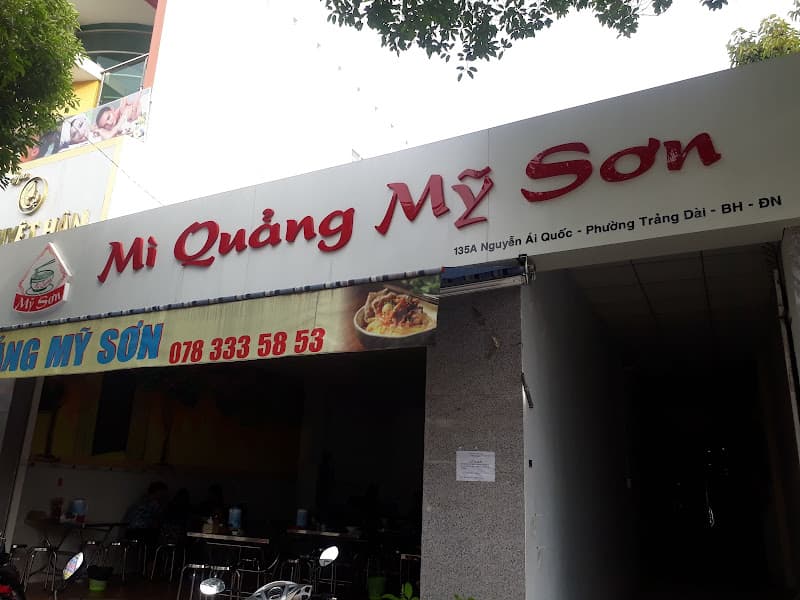 Mì Quảng Mỹ Sơn
135A Nguyễn Ái Quốc - Phường Trảng Dài - BH - ĐN
Mỹ Sơn
ẢNG MỸ SƠN 078 333 58 53